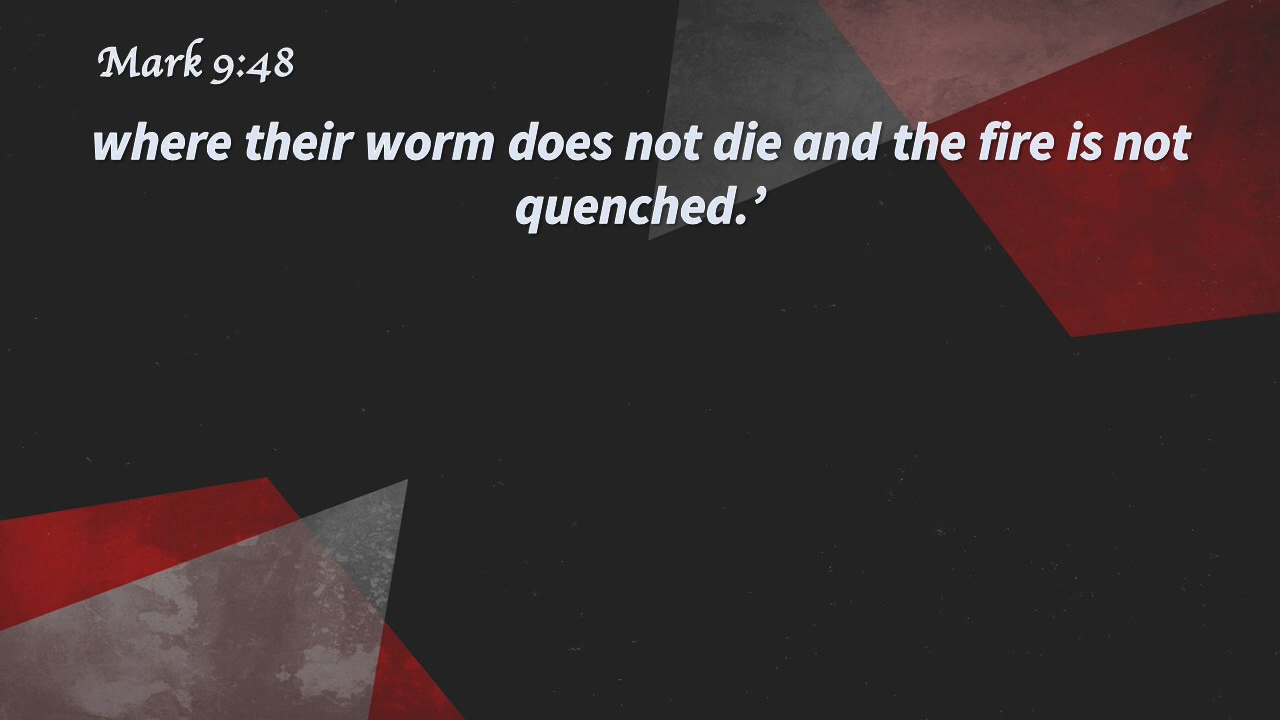 Mark 9:48
where their worm does not die and the fire is not
quenched.’